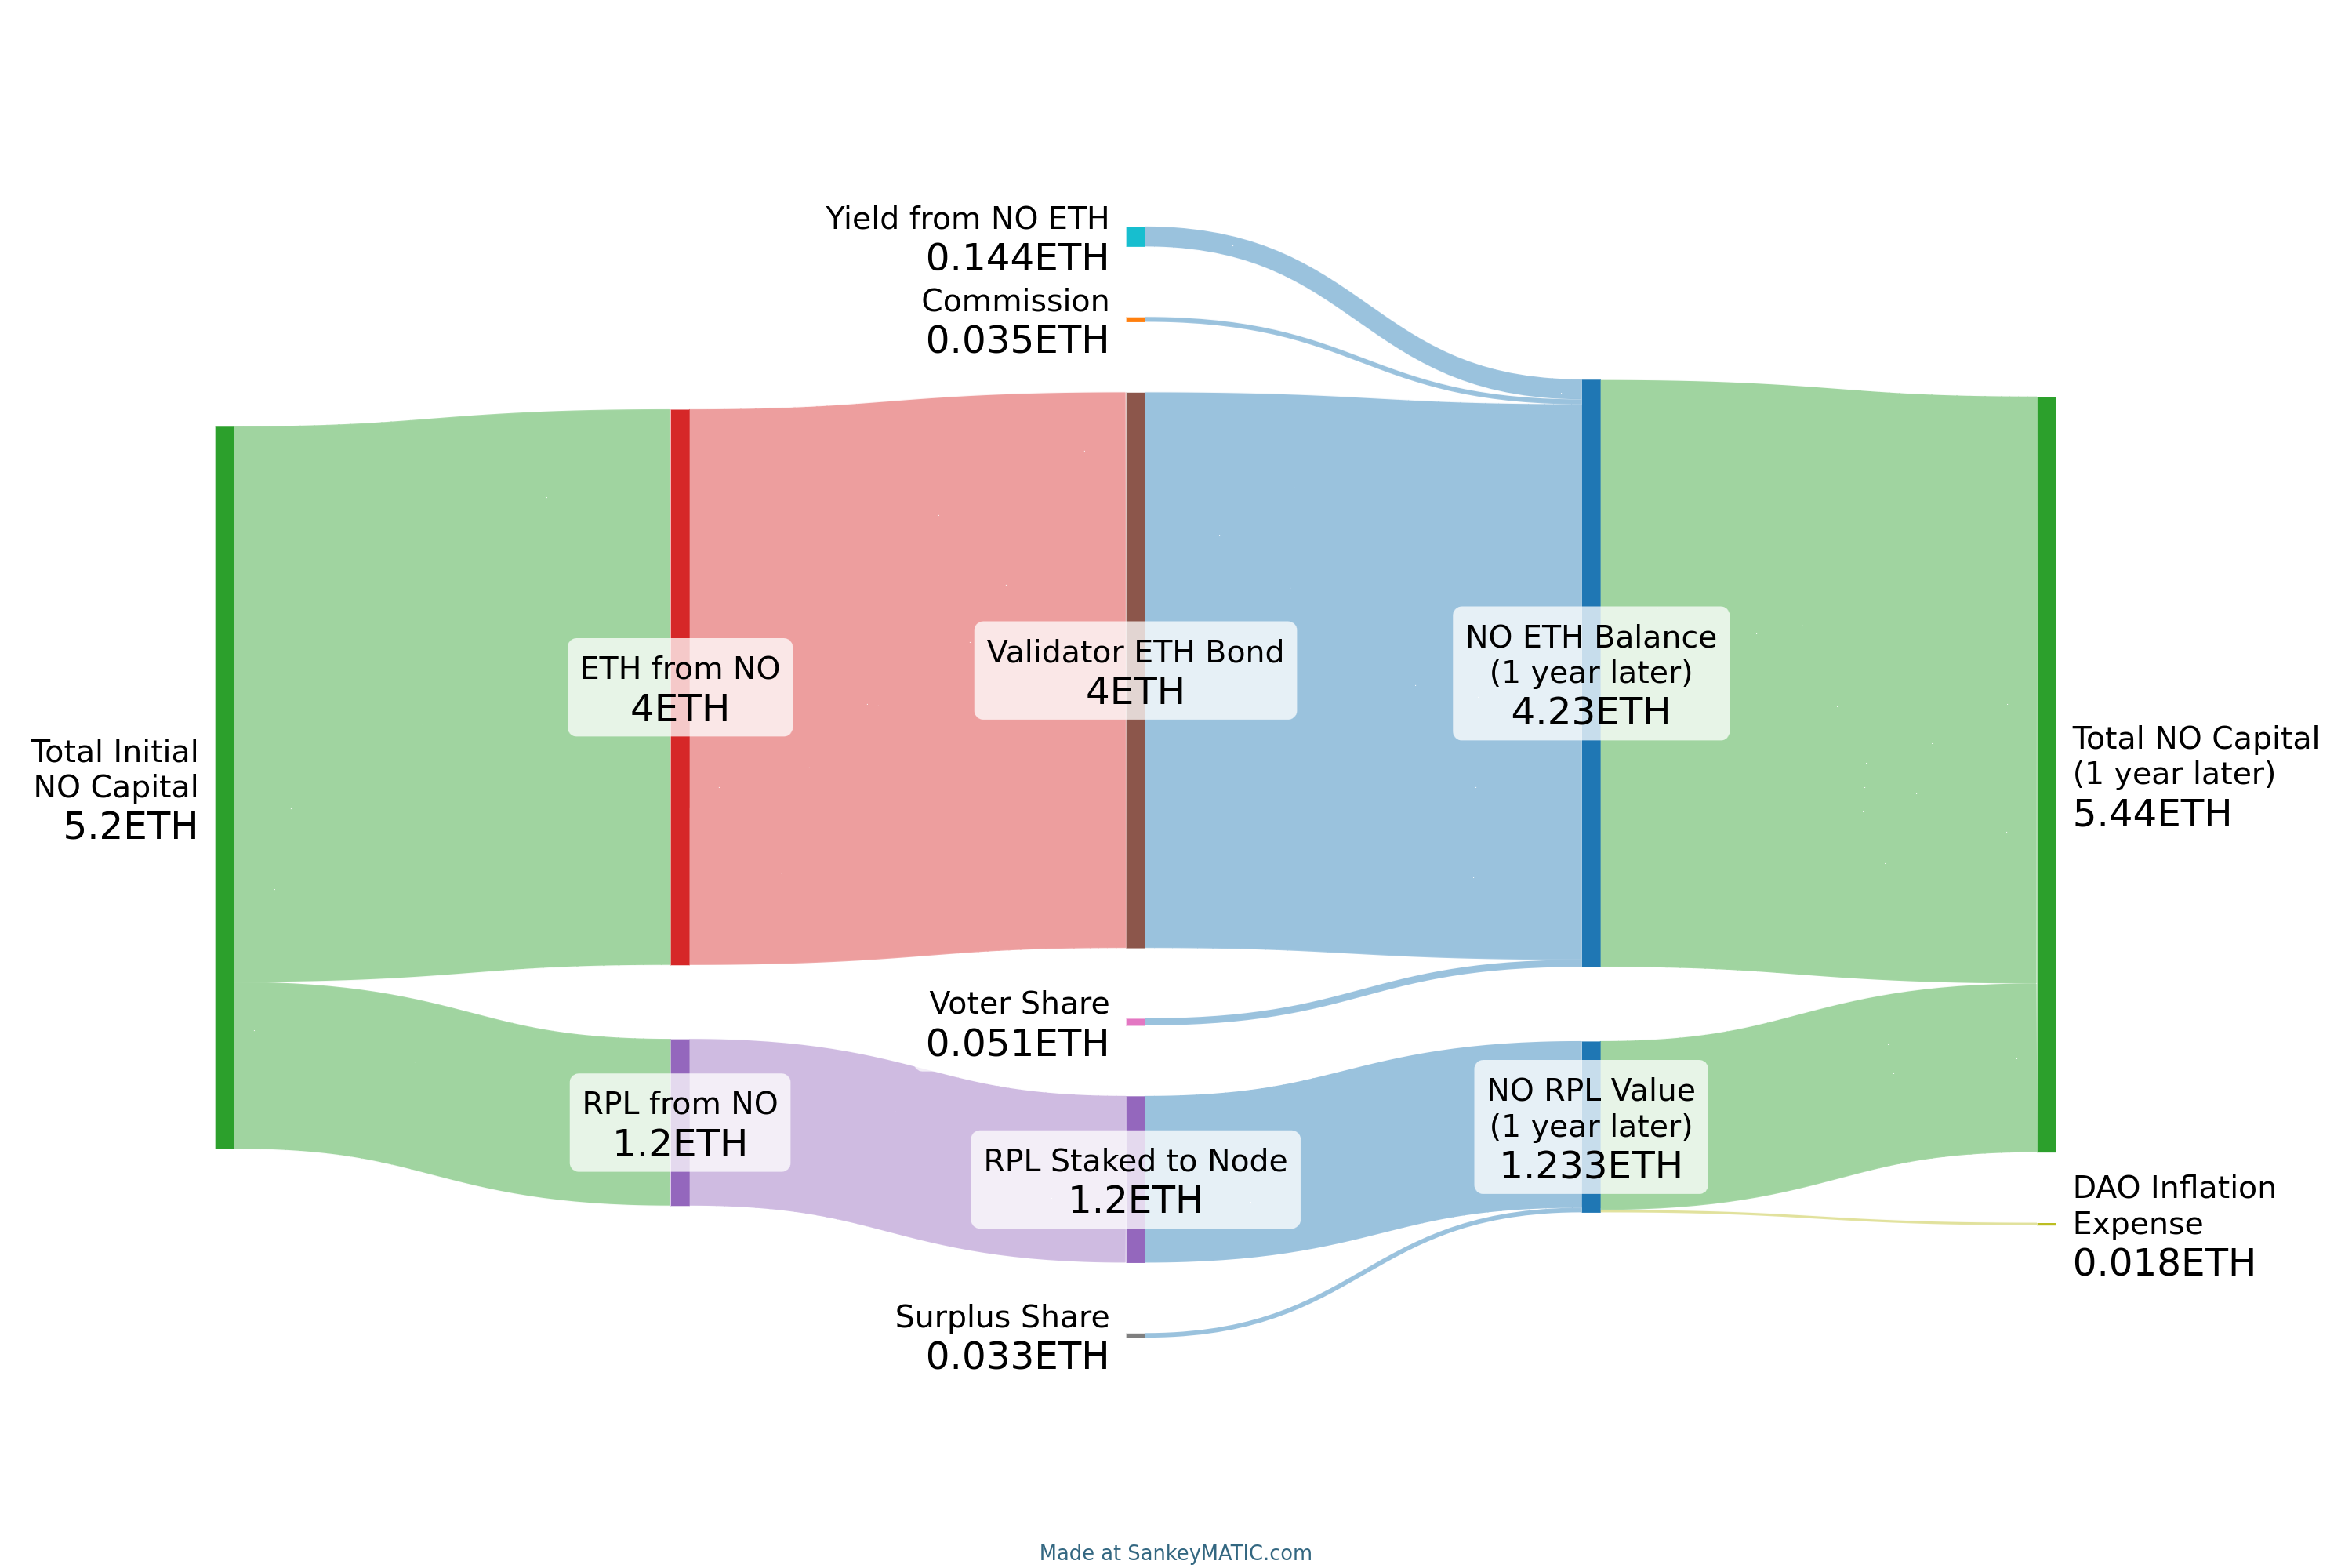 Yield from NO ETH
0.144ETH
Commission
0.035ETH
Total Initial
NO Capital
5.2ETH
ETH from NO
4ETH
Validator ETH Bond
4ETH
NO ETH Balance
(1 year later)
4.23ETH
Total NO Capital
(1 year later)
5.44ETH
Voter Share
0.051ETH
RPL from NO
1.2ETH
RPL Staked to Node
1.2ETH
NO RPL Value
(1 year later)
1.233ETH
DAO Inflation
Expense
0.018ETH
Surplus Share
0.033ETH
Made at SankeyMATIC.com